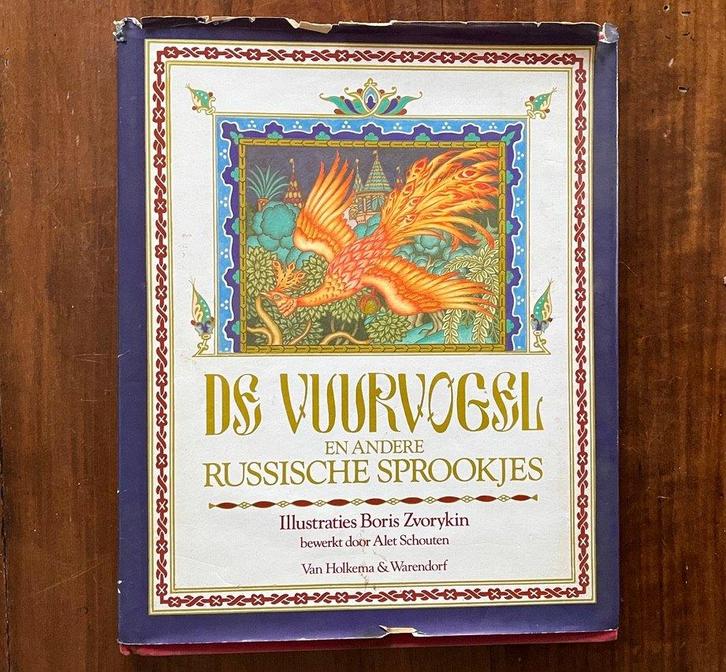 DE VUURVOGEL
EN ANDERE
RUSSISCHE SPROOKJES
Illustraties Boris Zvorykin
bewerkt door Alet Schouten
Van Holkema & Warendorf